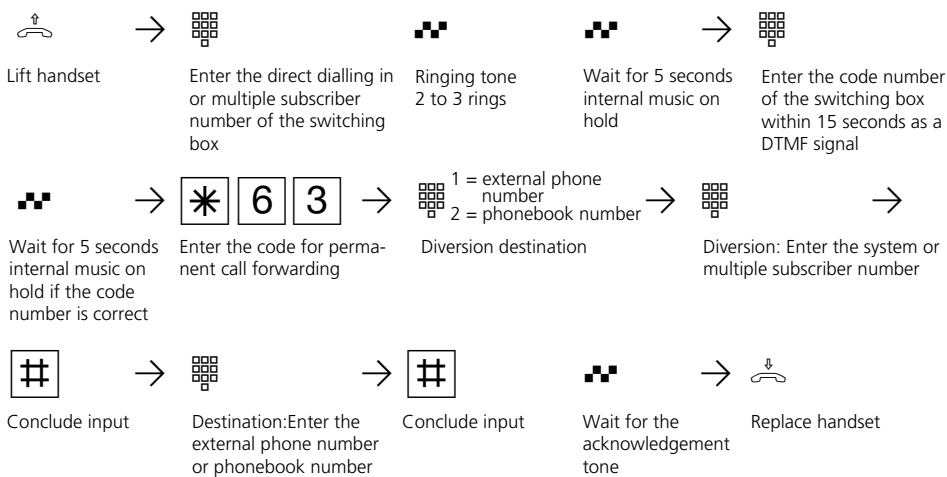 Lift handset
Enter the direct dialling in
or multiple subscriber
number of the switching
box
Ringing tone
2 to 3 rings
Wait for 5 seconds
internal music on
hold
Enter the code number
of the switching box
within 15 seconds as a
DTMF signal
* 6 3
1 = external phone
number
2 = phonebook number
Wait for 5 seconds
internal music on
hold if the code
number is correct
Enter the code for perma-
nent call forwarding
Diversion destination
Diversion: Enter the system or
multiple subscriber number
#
#
Conclude input
Destination:Enter the
external phone number
or phonebook number
Conclude input
Wait for the
acknowledgement
tone
Replace handset